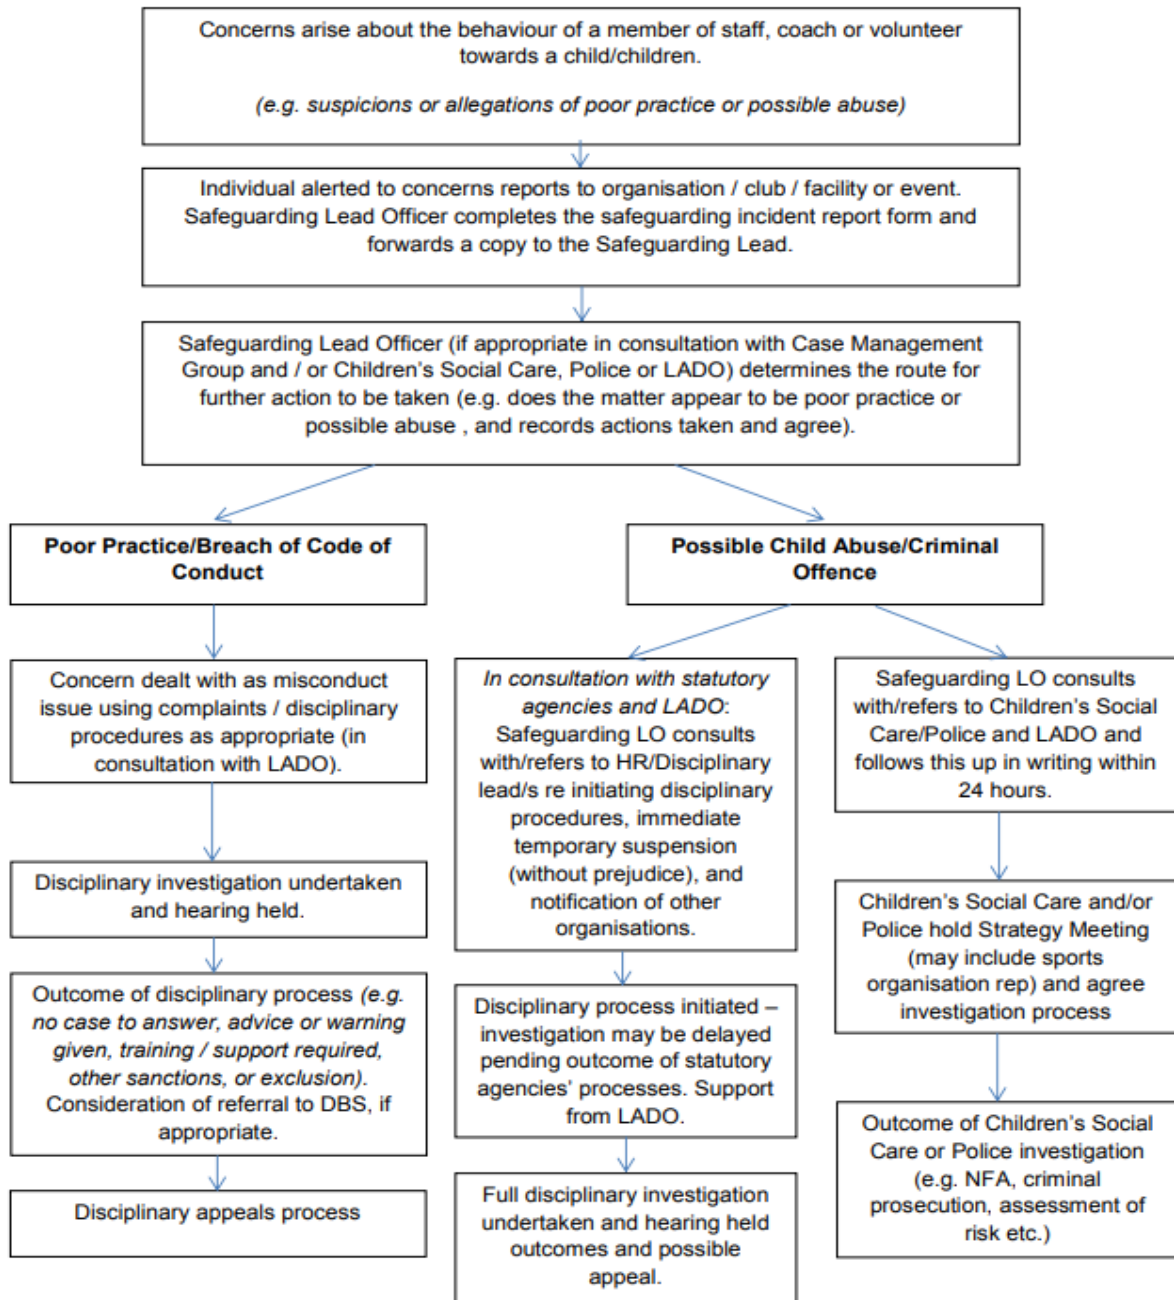 Concerns arise about the behaviour of a member of staff, coach or volunteer
towards a child/children.
(e.g. suspicions or allegations of poor practice or possible abuse)
Individual alerted to concerns reports to organisation / club / facility or event.
Safeguarding Lead Officer completes the safeguarding incident report form and
forwards a copy to the Safeguarding Lead.
Safeguarding Lead Officer (if appropriate in consultation with Case Management
Group and / or Children's Social Care, Police or LADO) determines the route for
further action to be taken (e.g. does the matter appear to be poor practice or
possible abuse , and records actions taken and agree).
Poor Practice/Breach of Code of
Conduct
Concern dealt with as misconduct
issue using complaints / disciplinary
procedures as appropriate (in
consultation with LADO).
Disciplinary investigation undertaken
and hearing held.
Outcome of disciplinary process (e.g.
no case to answer, advice or warning
given, training / support required,
other sanctions, or exclusion).
Consideration of referral to DBS, if
appropriate.
Disciplinary appeals process
Possible Child Abuse/Criminal
Offence
In consultation with statutory
agencies and LADO:
Safeguarding LO consults
with/refers to HR/Disciplinary
lead/s re initiating disciplinary
procedures, immediate
temporary suspension
(without prejudice), and
notification of other
organisations.
Disciplinary process initiated –
investigation may be delayed
pending outcome of statutory
agencies' processes. Support
from LADO.
Full disciplinary investigation
undertaken and hearing held
outcomes and possible
appeal.
Safeguarding LO consults
with/refers to Children's Social
Care/Police and LADO and
follows this up in writing within
24 hours.
Children's Social Care and/or
Police hold Strategy Meeting
(may include sports
organisation rep) and agree
investigation process
Outcome of Children's Social
Care or Police investigation
(e.g. NFA, criminal
prosecution, assessment of
risk etc.)